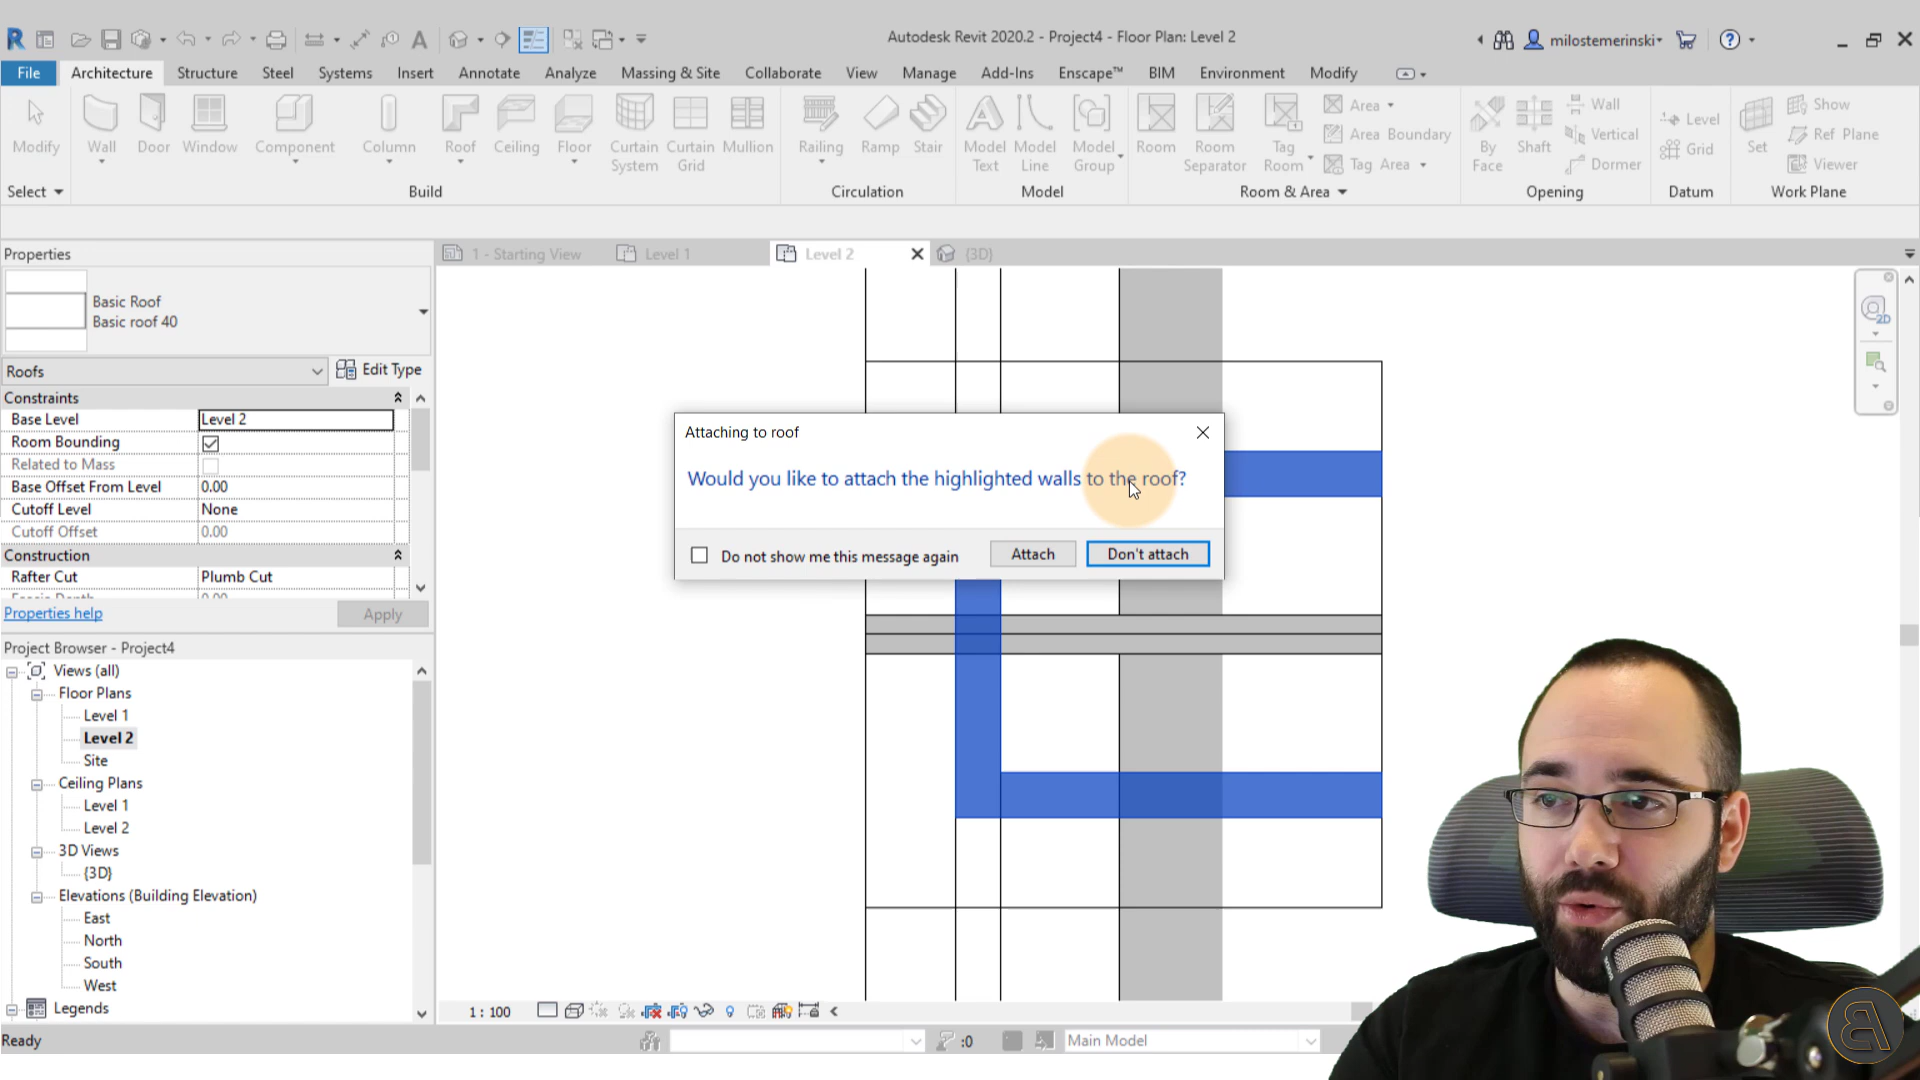 Autodesk Revit 2020.2 - Project4 - Floor Plan: Level 2
milostemerinski
File Architecture Structure Steel Systems Insert Annotate Analyze Massing & Site Collaborate View Manage Add-Ins Enscape™ BIM Environment Modify
Modify
Wall
Door
Window
Component
Column
Roof
Ceiling
Floor
Curtain System
Curtain Grid
Mullion
Railing
Ramp
Stair
Model Text
Model Line
Model Group
Room
Room Separator
Tag Room
Area
Area Boundary
Tag Area
By Face
Shaft
Wall
Vertical
Dormer
Level
Grid
Set
Show
Ref Plane
Viewer
Select
Build
Circulation
Model
Room & Area
Opening
Datum
Work Plane
Properties
1 - Starting View
Level 1
Level 2
{3D}
Basic Roof
Basic roof 40
Roofs
Edit Type
Constraints
Base Level Level 2
Room Bounding
Related to Mass
Base Offset From Level 0.00
Cutoff Level None
Cutoff Offset 0.00
Construction
Rafter Cut Plumb Cut
Properties help
Apply
Project Browser - Project4
Views (all)
Floor Plans
Level 1
Level 2
Site
Ceiling Plans
Level 1
Level 2
3D Views
{3D}
Elevations (Building Elevation)
East
North
South
West
Legends
Attaching to roof
Would you like to attach the highlighted walls to the roof?
Do not show me this message again
Attach
Don't attach
2D
1 : 100
Ready
:0
Main Model